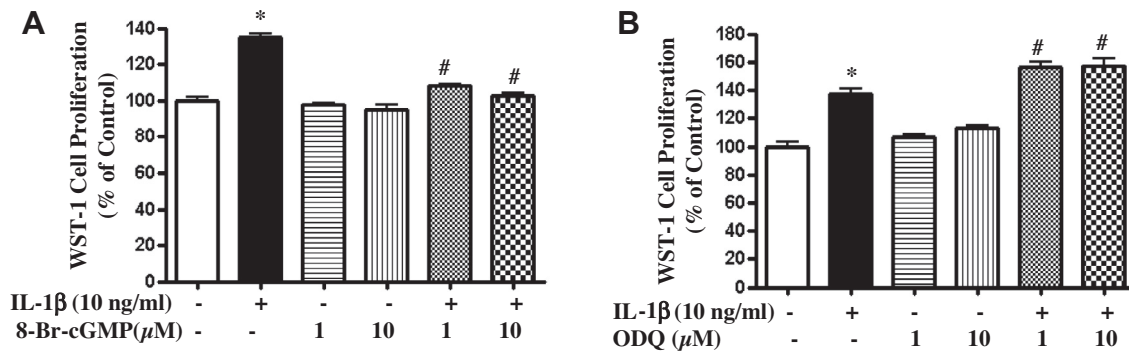 A
WST-1 Cell Proliferation
(% of Control)
140
120
100
80
60
40
20
0
*
#
#
IL-1β (10 ng/ml) - + - - + +
8-Br-cGMP(µM) - - 1 10 1 10
B
WST-1 Cell Proliferation
(% of Control)
180
160
140
120
100
80
60
40
20
0
*
#
#
IL-1β (10 ng/ml) - + - - + +
ODQ (µM) - - 1 10 1 10